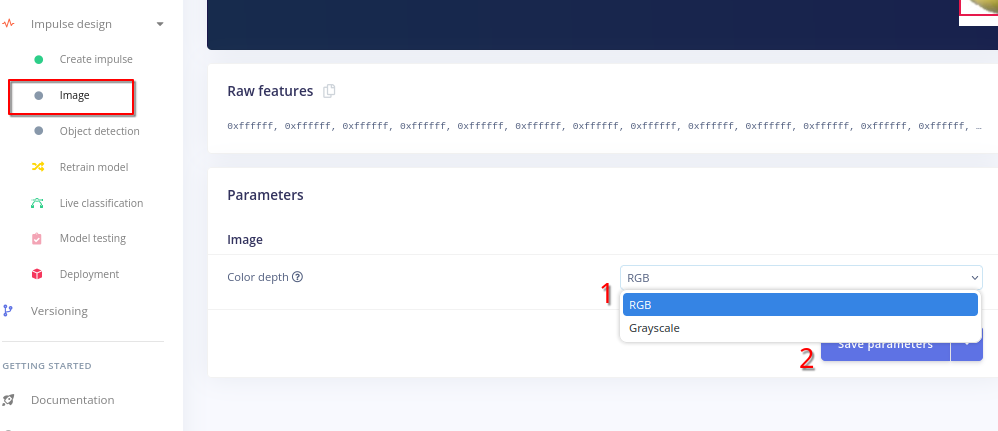 Impulse design
Create impulse
Image
Object detection
Retrain model
Live classification
Model testing
Deployment
Versioning
GETTING STARTED
Documentation
Raw features
0xffffff, 0xffffff, 0xffffff, 0xffffff, 0xffffff, 0xffffff, 0xffffff, 0xffffff, 0xffffff, 0xffffff, 0xffffff, 0xffffff, 0xffffff, …
Parameters
Image
Color depth ?
RGB
1
RGB
Grayscale
Save parameters
2